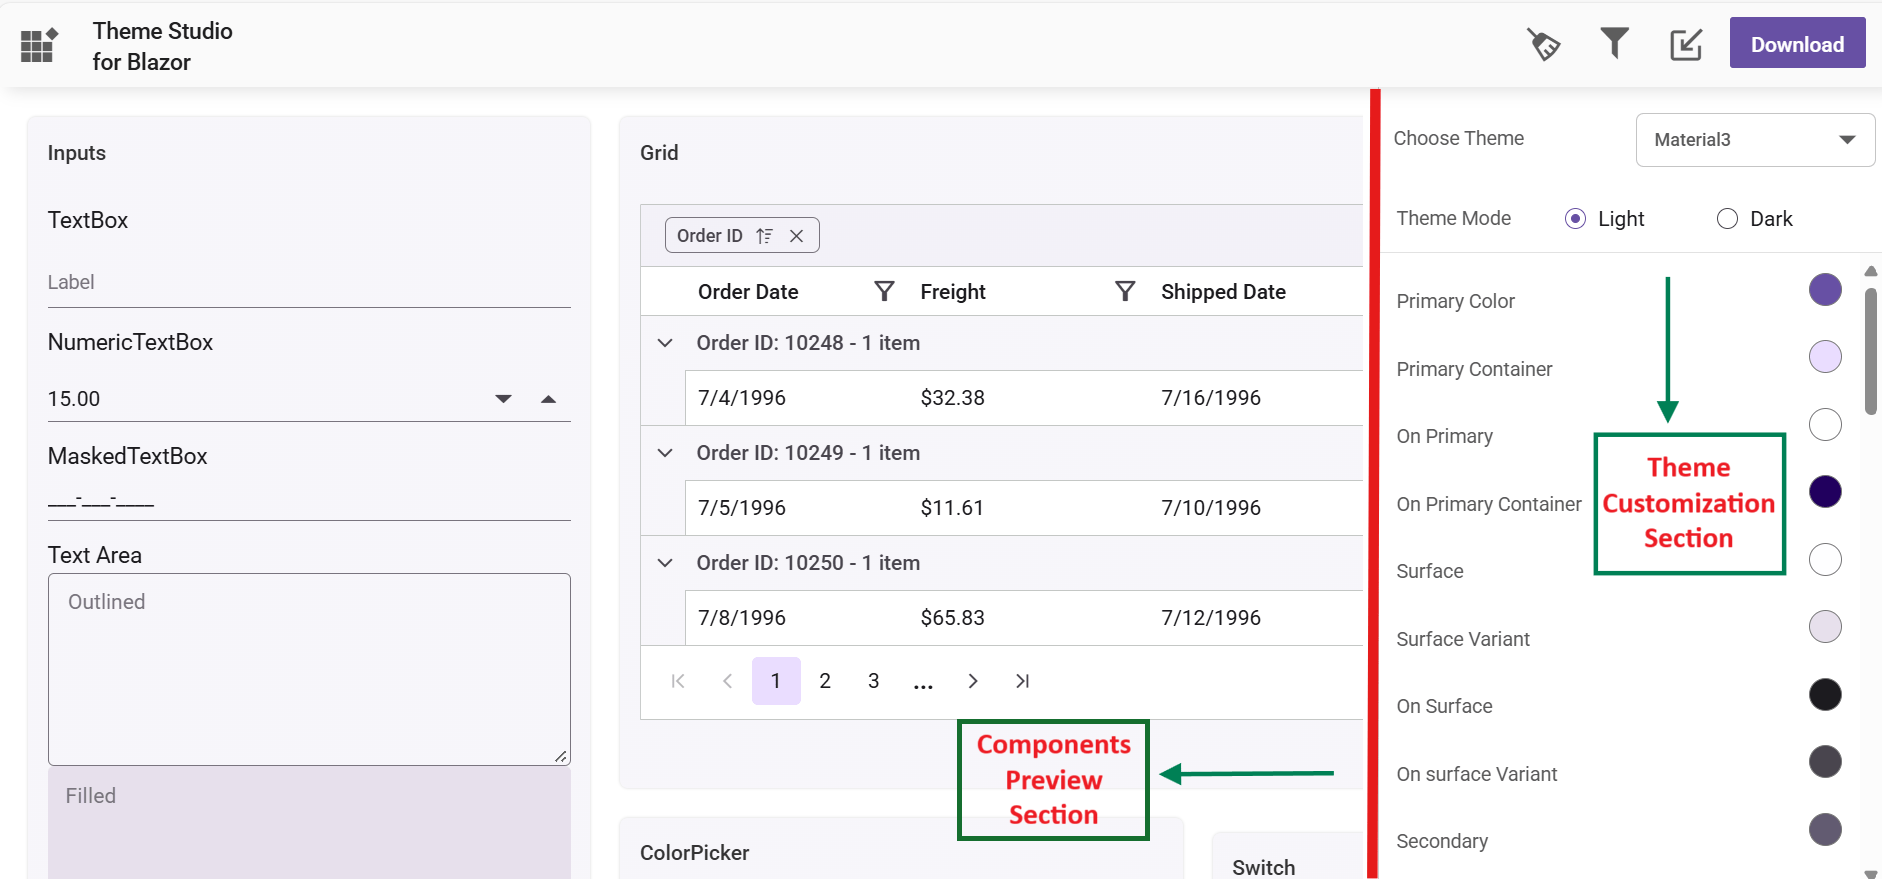 Theme Studio
for Blazor
Download
Inputs
TextBox
Label
NumericTextBox
15.00
MaskedTextBox
___-___-____
Text Area
Outlined
Filled
Grid
Order ID
Order Date Freight Shipped Date
Order ID: 10248 - 1 item
7/4/1996 $32.38 7/16/1996
Order ID: 10249 - 1 item
7/5/1996 $11.61 7/10/1996
Order ID: 10250 - 1 item
7/8/1996 $65.83 7/12/1996
1 2 3 ...
Components
Preview
Section
ColorPicker
Switch
Choose Theme Material3
Theme Mode Light Dark
Primary Color
Primary Container
On Primary
On Primary Container
Surface
Surface Variant
On Surface
On surface Variant
Secondary
Theme
Customization
Section